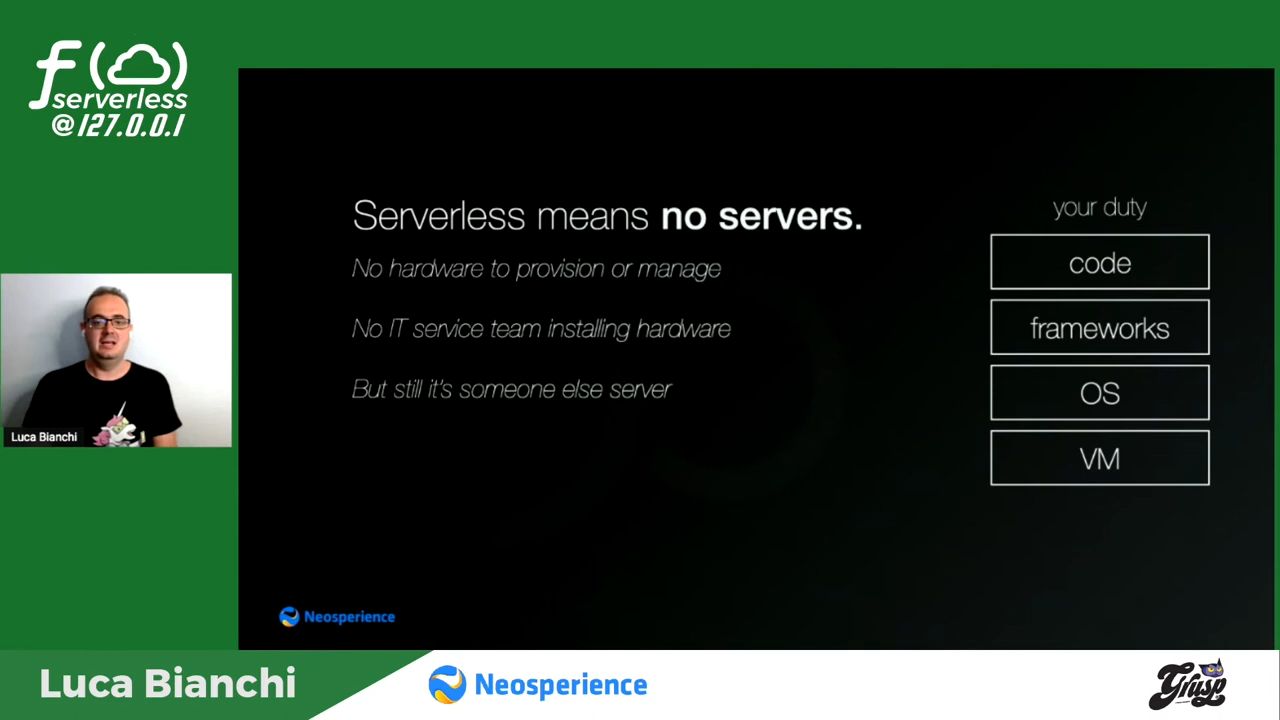 f(
)
serverless
@127.0.0.1
Serverless means no servers.
No hardware to provision or manage
No IT service team installing hardware
But still it's someone else server
your duty
code
frameworks
OS
VM
Luca Bianchi
Neosperience
Luca Bianchi
Neosperience
Grusp